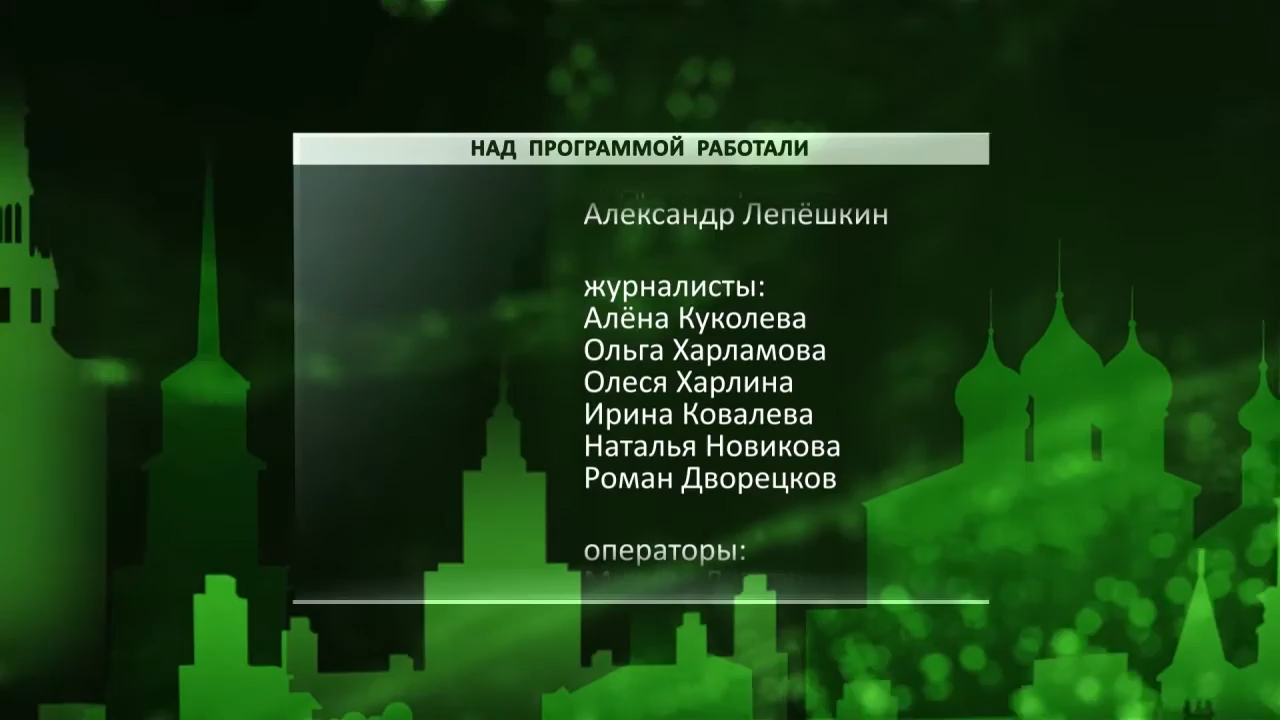 НАД ПРОГРАММОЙ РАБОТАЛИ
Александр Лепёшкин
журналисты:
Алёна Куколева
Ольга Харламова
Олеся Харлина
Ирина Ковалева
Наталья Новикова
Роман Дворецков
операторы: